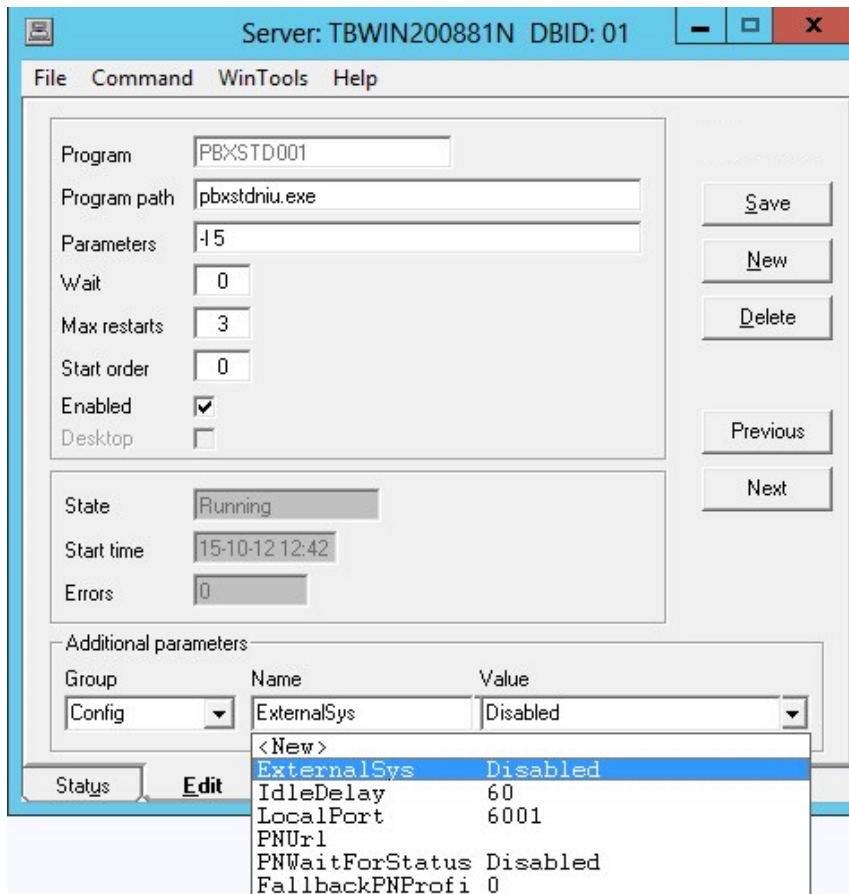 Server: TBWIN200881N DBID: 01
File Command WinTools Help
Program PBXSTD001
Program path pbxstdniu.exe
Parameters -l 5
Wait 0
Max restarts 3
Start order 0
Enabled
Desktop
Save
New
Delete
Previous
Next
State Running
Start time 15-10-12 12:42
Errors 0
Additional parameters
Group Name Value
Config ExternalSys Disabled
<New>
ExternalSys Disabled
IdleDelay 60
LocalPort 6001
PNUrl
PNWaitForStatus Disabled
FallbackPNProfi 0
Status Edit